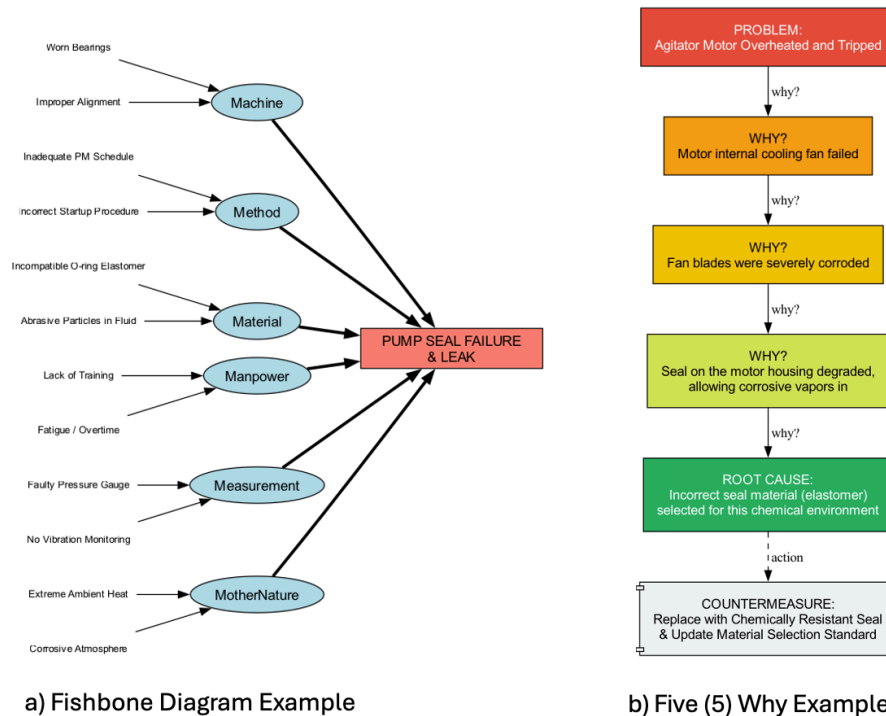 Worn Bearings
Improper Alignment
Machine
Inadequate PM Schedule
Incorrect Startup Procedure
Method
Incompatible O-ring Elastomer
Abrasive Particles in Fluid
Material
PUMP SEAL FAILURE
& LEAK
Lack of Training
Manpower
Fatigue / Overtime
Faulty Pressure Gauge
Measurement
No Vibration Monitoring
Extreme Ambient Heat
MotherNature
Corrosive Atmosphere
a) Fishbone Diagram Example
PROBLEM:
Agitator Motor Overheated and Tripped
why?
WHY?
Motor internal cooling fan failed
why?
WHY?
Fan blades were severely corroded
why?
WHY?
Seal on the motor housing degraded,
allowing corrosive vapors in
why?
ROOT CAUSE:
Incorrect seal material (elastomer)
selected for this chemical environment
action
COUNTERMEASURE:
Replace with Chemically Resistant Seal
& Update Material Selection Standard
b) Five (5) Why Example